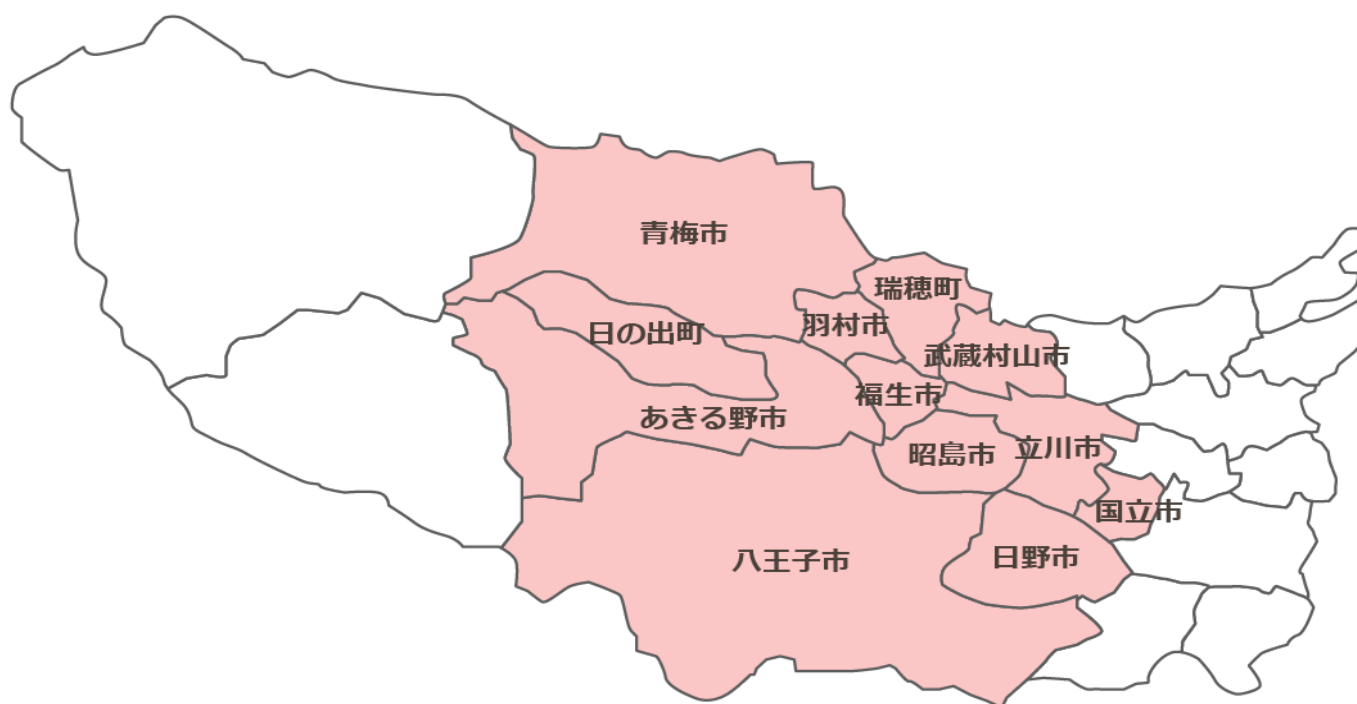 青梅市
瑞穂町
羽村市
日の出町
武蔵村山市
福生市
あきる野市
昭島市
立川市
国立市
八王子市
日野市